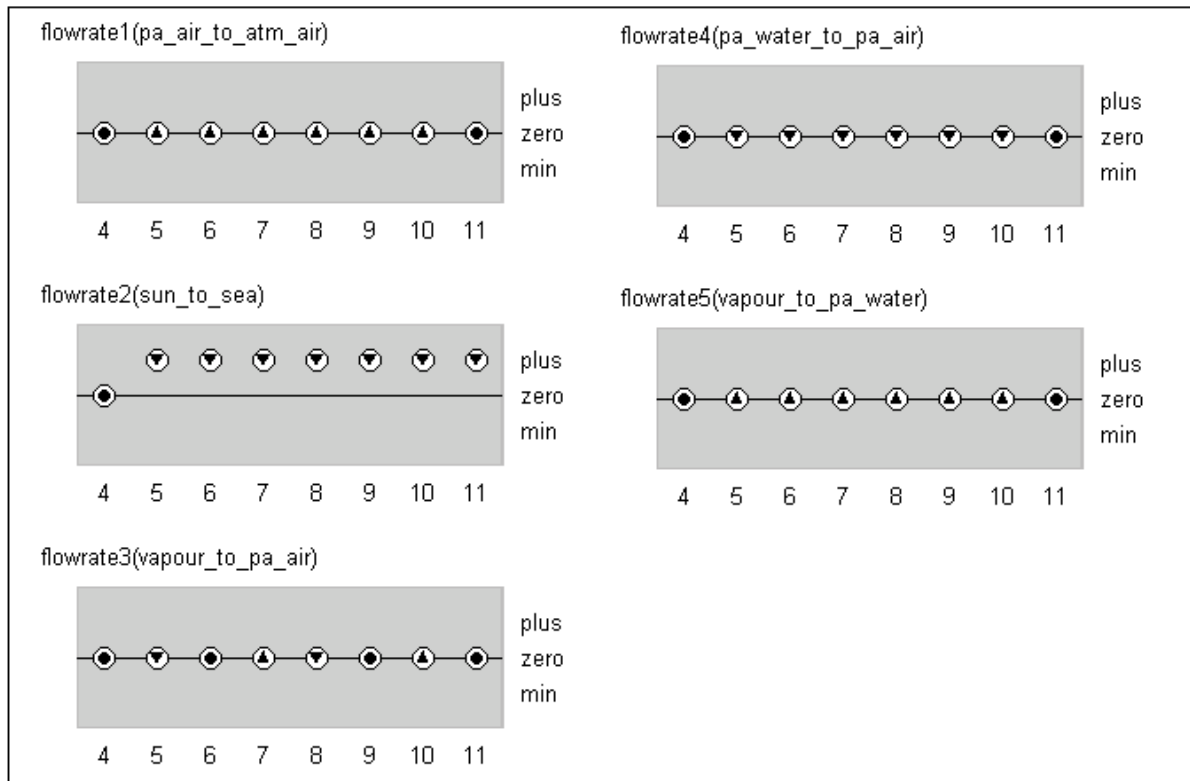 flowrate1(pa_air_to_atm_air)
plus
zero
min
4 5 6 7 8 9 10 11
flowrate2(sun_to_sea)
plus
zero
min
4 5 6 7 8 9 10 11
flowrate3(vapour_to_pa_air)
plus
zero
min
4 5 6 7 8 9 10 11
flowrate4(pa_water_to_pa_air)
plus
zero
min
4 5 6 7 8 9 10 11
flowrate5(vapour_to_pa_water)
plus
zero
min
4 5 6 7 8 9 10 11